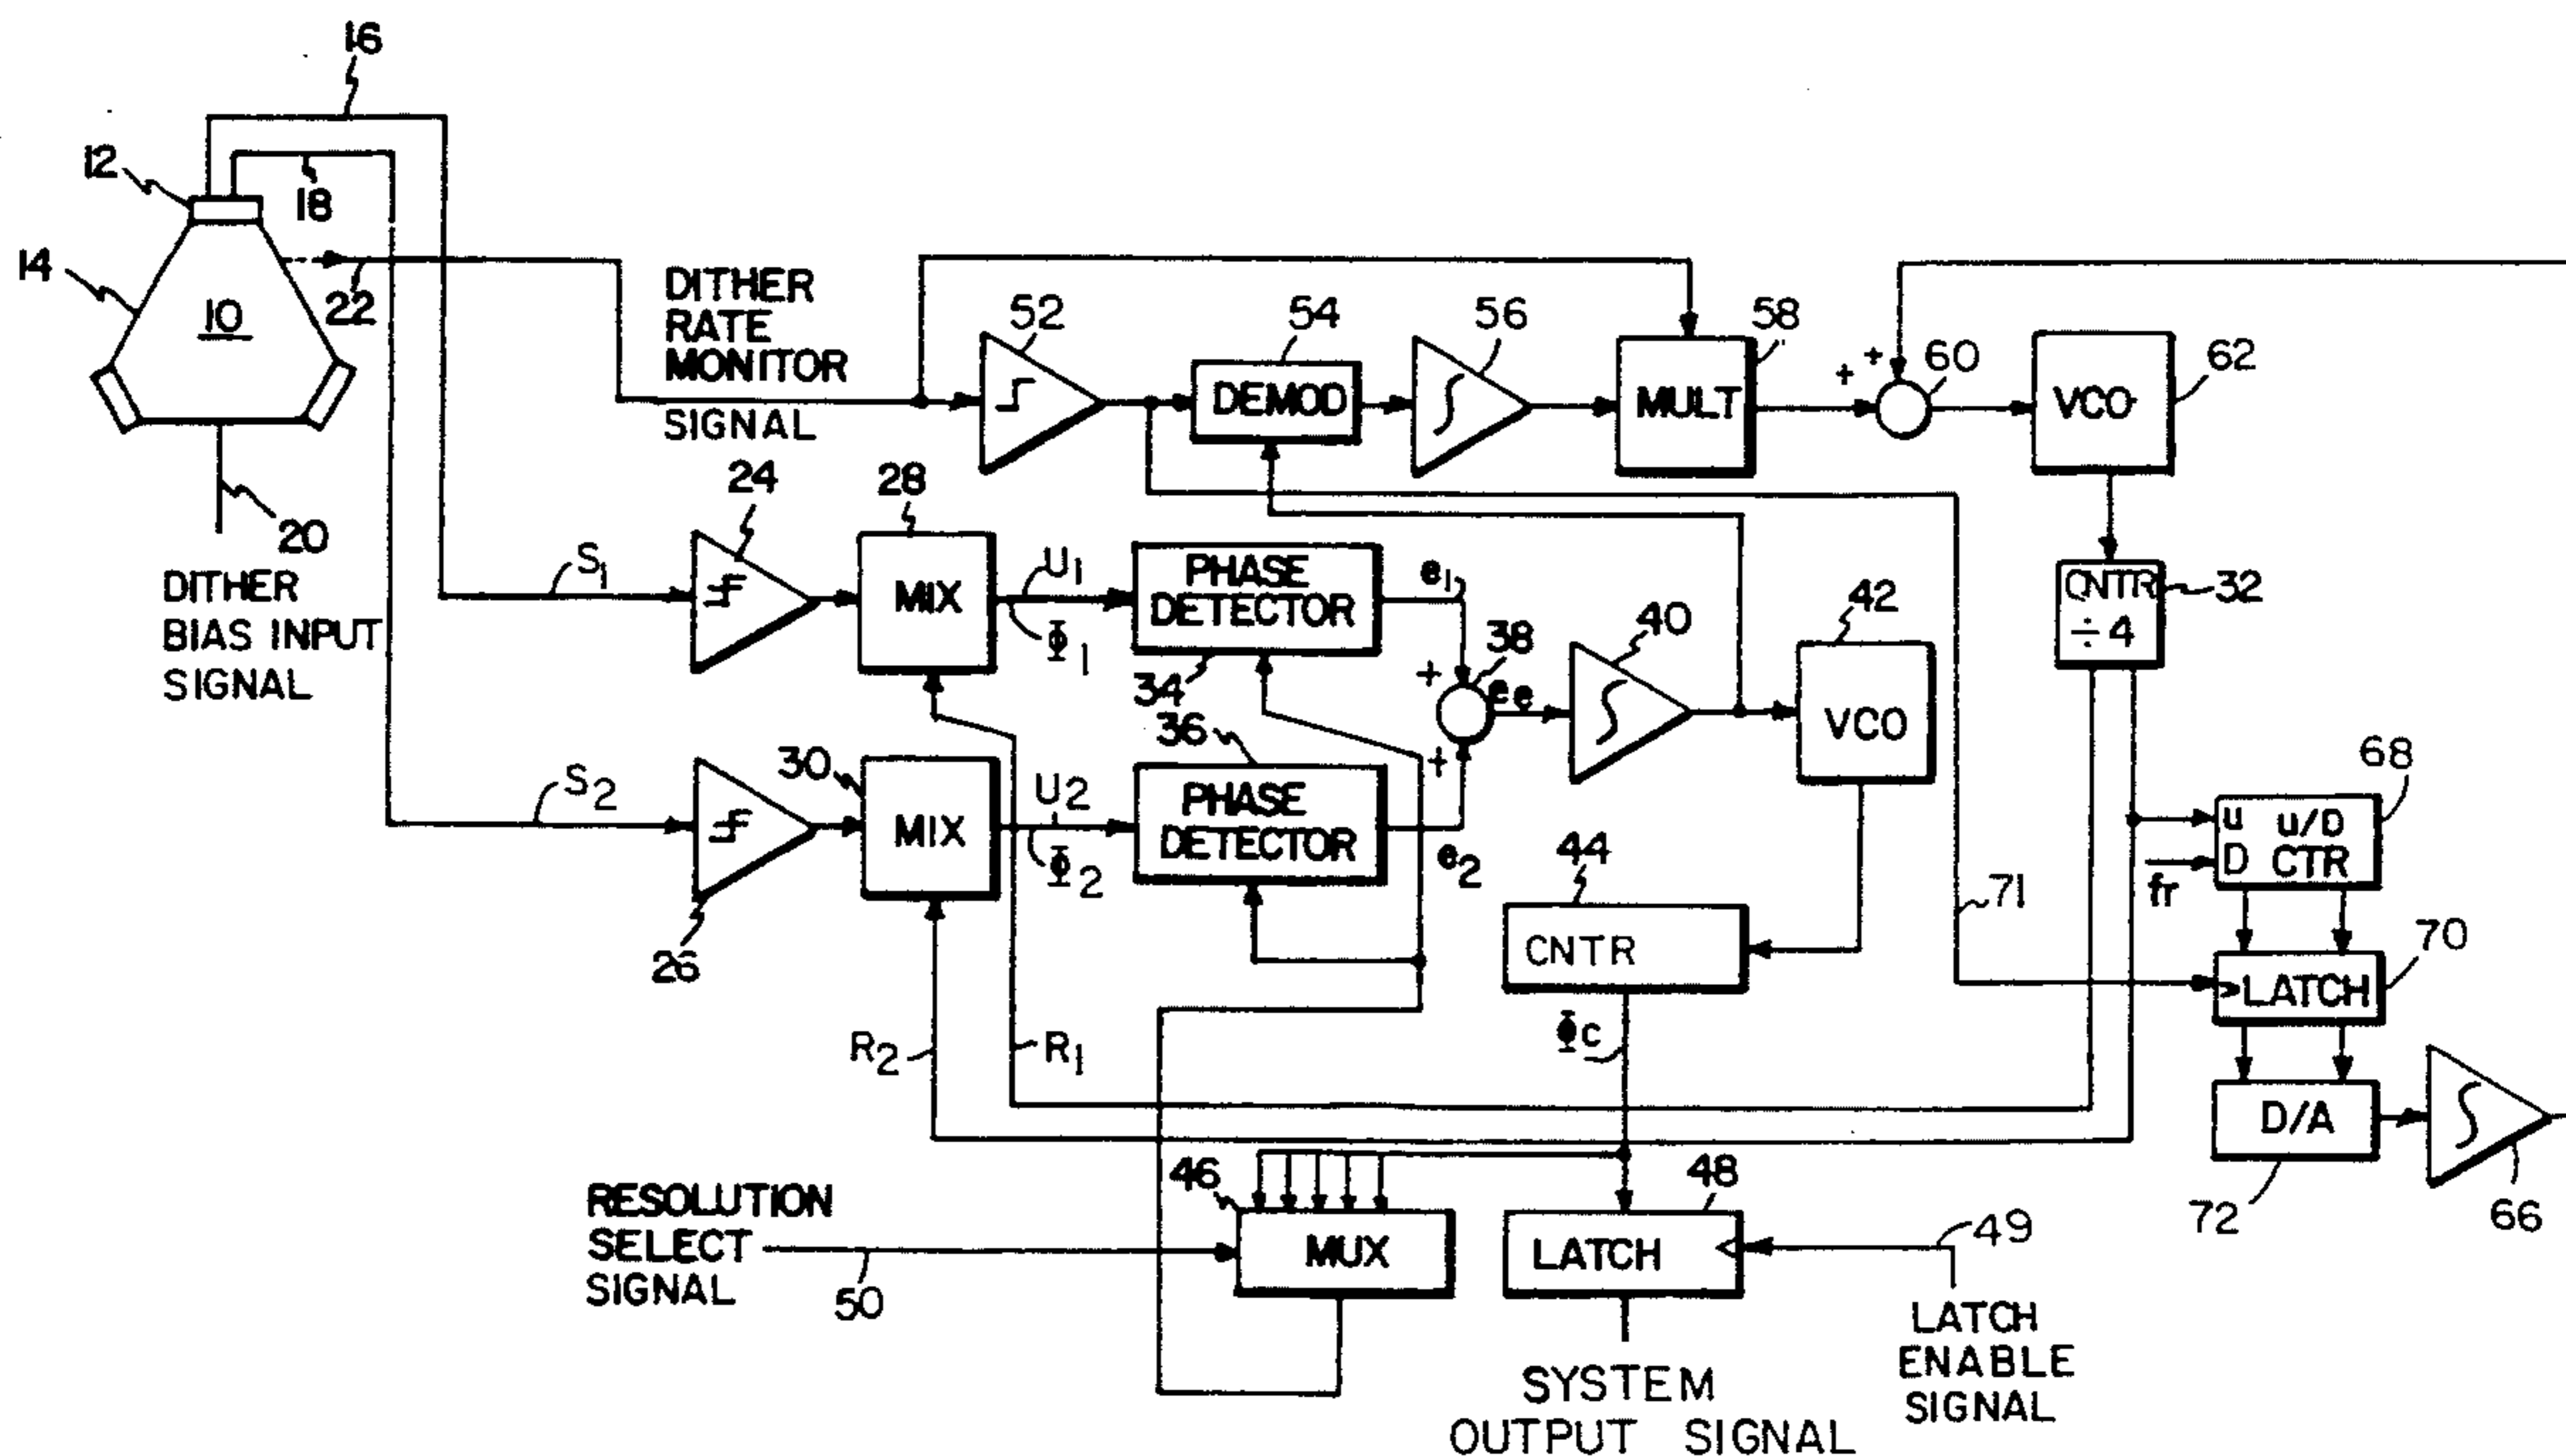 16
12
18
14
10
22
20
DITHER
BIAS INPUT
SIGNAL
DITHER
RATE
MONITOR
SIGNAL
52
54
DEMOD
56
58
MULT
+
+
60
62
VCO
S1
24
28
MIX
U1
Φ1
PHASE
DETECTOR
34
e1
+
38
ee
+
40
42
VCO
CNTR
÷4
32
S2
26
30
MIX
U2
Φ2
36
PHASE
DETECTOR
e2
44
CNTR
Φc
71
68
u u/D
D CTR
fr
70
LATCH
D/A
72
66
R2
R1
RESOLUTION
SELECT
SIGNAL
50
46
MUX
48
LATCH
49
LATCH
ENABLE
SIGNAL
SYSTEM
OUTPUT SIGNAL